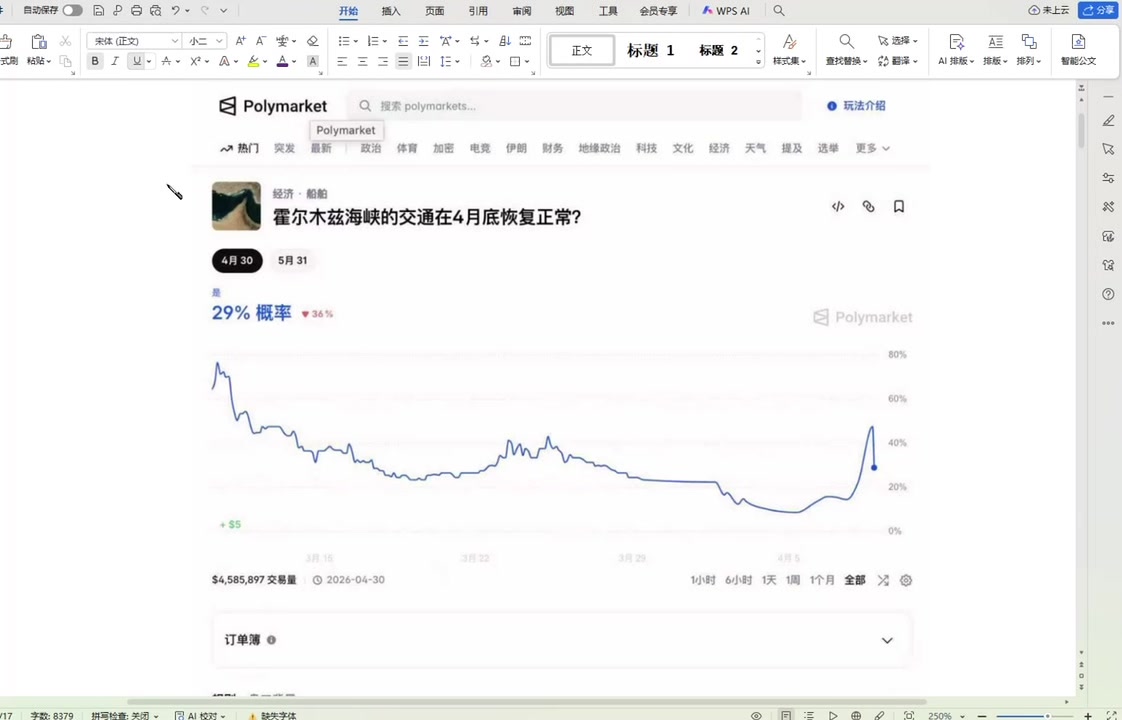 自动保存 开始 插入 页面 引用 审阅 视图 工具 会员专享 WPS AI 未上云 分享
宋体 (正文) 小二
式刷 粘贴 正文 标题 1 标题 2 样式集 查找替换 选择 翻译 AI 排版 排版 排列 智能公文
Polymarket 搜索 polymarkets... 玩法介绍
Polymarket
热门 突发 最新 政治 体育 加密 电竞 伊朗 财务 地缘政治 科技 文化 经济 天气 提及 选举 更多
经济 · 船舶
霍尔木兹海峡的交通在4月底恢复正常?
4月 30 5月 31
是
29% 概率 36%
Polymarket
80%
60%
40%
20%
+ $5
0%
3月 15 3月 22 3月 29 4月 5
$4,585,897 交易量 2026-04-30 1小时 6小时 1天 1周 1个月 全部
订单簿
/17 字数: 8379 拼写检查: 关闭 AI 校对 缺失字体 250%